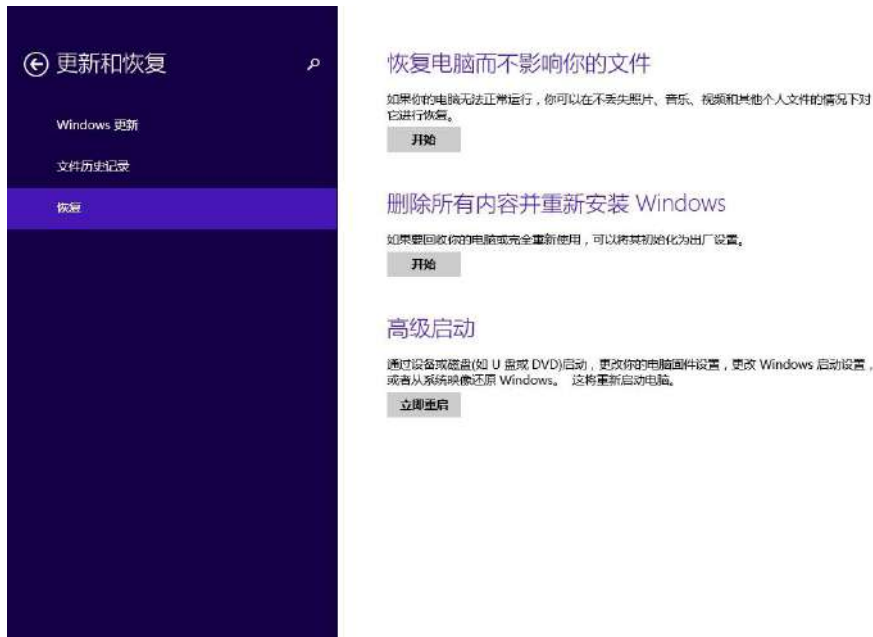 更新和恢复
Windows 更新
文件历史记录
恢复
恢复电脑而不影响你的文件
如果你的电脑无法正常运行，你可以在不丢失照片、音乐、视频和其他个人文件的情况下对
它进行恢复。
开始
删除所有内容并重新安装 Windows
如果要回收你的电脑或完全重新使用，可以将其初始化为出厂设置。
开始
高级启动
通过设备或磁盘(如 U 盘或 DVD)启动，更改你的电脑固件设置，更改 Windows 启动设置，
或者从系统映像还原 Windows。 这将重新启动电脑。
立即重启